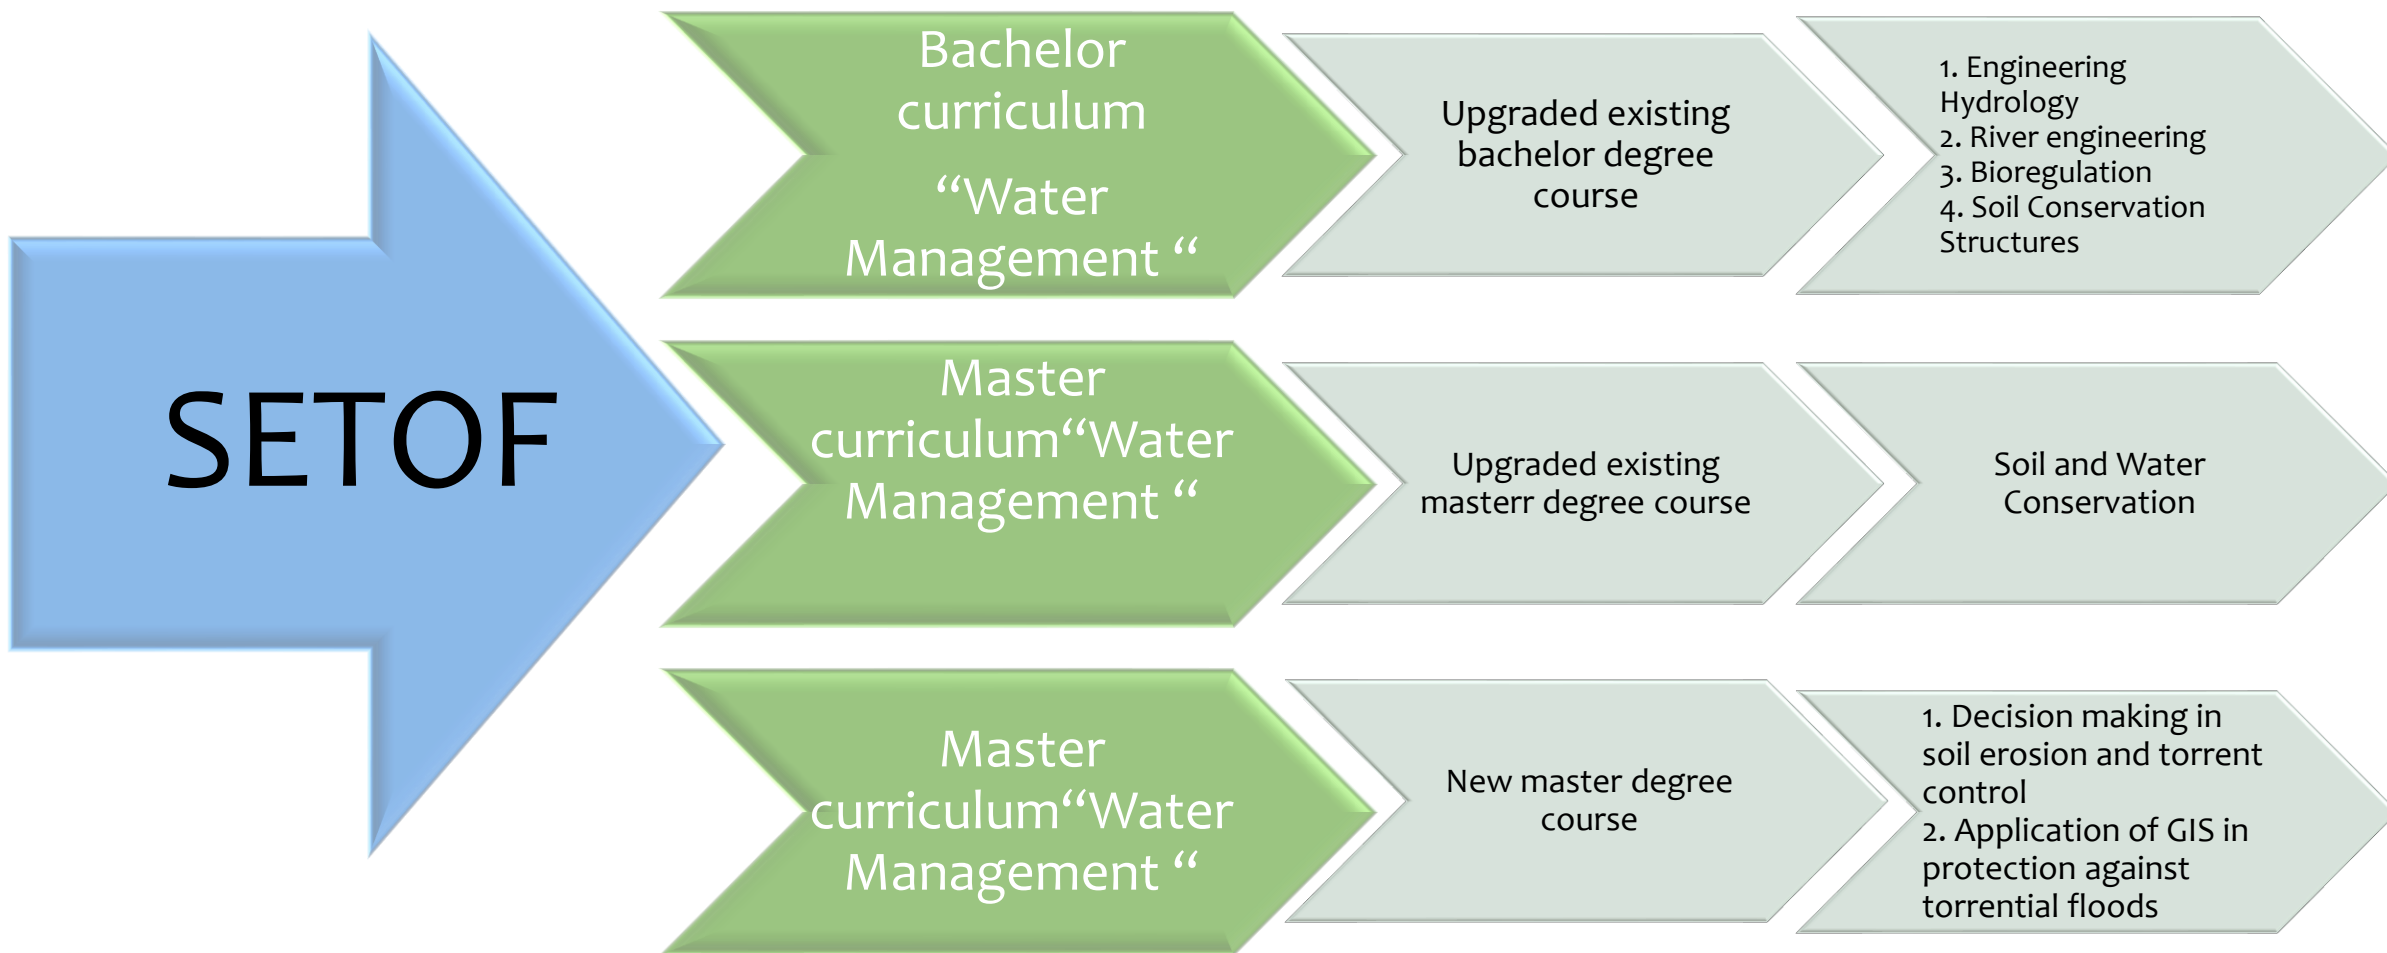 SETOF
Bachelor
curriculum
“Water
Management “
Upgraded existing
bachelor degree
course
1. Engineering
Hydrology
2. River engineering
3. Bioregulation
4. Soil Conservation
Structures
Master
curriculum“Water
Management “
Upgraded existing
masterr degree course
Soil and Water
Conservation
Master
curriculum“Water
Management “
New master degree
course
1. Decision making in
soil erosion and torrent
control
2. Application of GIS in
protection against
torrential floods